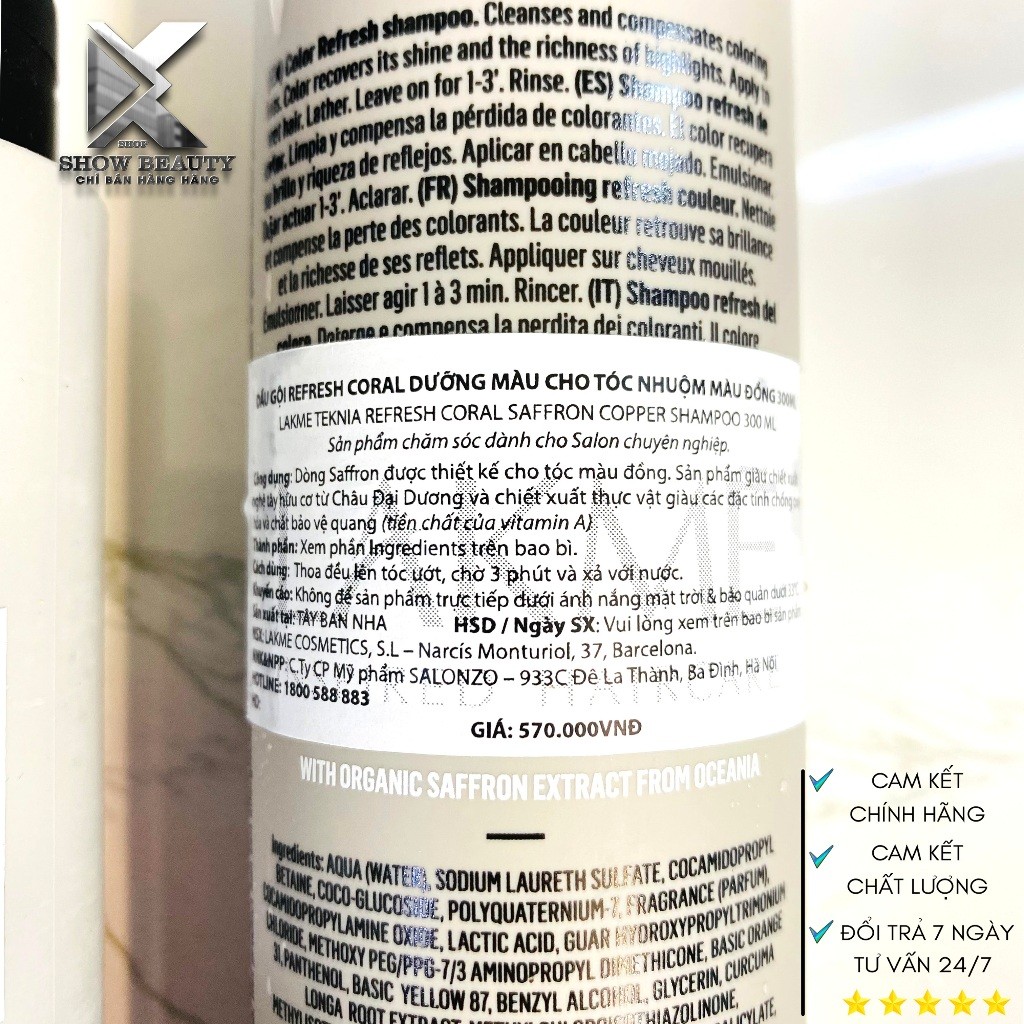 SHOP
SHOW BEAUTY
CHỈ BÁN HÀNG HÃNG
Color Refresh shampoo. Cleanses and compensates coloring
Color recovers its shine and the richness of highlights. Apply to
hair. Lather. Leave on for 1-3'. Rinse. (ES) Shampoo refresh de
Limpia y compensa la pérdida de colorantes. El color recupera
brillo y riqueza de reflejos. Aplicar en cabello mojado. Emulsionar.
actuar 1-3'. Aclarar. (FR) Shampooing refresh couleur. Nettoie
et compense la perte des colorants. La couleur retrouve sa brillance
et la richesse de ses reflets. Appliquer sur cheveux mouillés.
Émulsionner. Laisser agir 1 à 3 min. Rincer. (IT) Shampoo refresh del
colore. Deterge e compensa la perdita dei coloranti. Il colore
DẦU GỘI REFRESH CORAL DƯỠNG MÀU CHO TÓC NHUỘM MÀU ĐỒNG 300ML
LAKME TEKNIA REFRESH CORAL SAFFRON COPPER SHAMPOO 300 ML
Sản phẩm chăm sóc dành cho Salon chuyên nghiệp.
Công dụng: Dòng Saffron được thiết kế cho tóc màu đồng. Sản phẩm giàu chiết
nghệ tây hữu cơ từ Châu Đại Dương và chiết xuất thực vật giàu các đặc tính chống
hóa và chất bảo vệ quang (tiền chất của vitamin A)
Thành phần: Xem phần Ingredients trên bao bì.
Cách dùng: Thoa đều lên tóc ướt, chờ 3 phút và xả với nước.
Khuyến cáo: Không để sản phẩm trực tiếp dưới ánh nắng mặt trời & bảo quản dưới
Sản xuất tại: TÂY BAN NHA HSD / Ngày SX: Vui lòng xem trên bao bì sản phẩm
LAKME COSMETICS, S.L – Narcís Monturiol, 37, Barcelona.
C.Ty CP Mỹ phẩm SALONZO – 933C Đê La Thành, Ba Đình, Hà Nội
HOTLINE: 1800 588 883
GIÁ: 570.000VNĐ
WITH ORGANIC SAFFRON EXTRACT FROM OCEANIA
Ingredients: AQUA (WATER), SODIUM LAURETH SULFATE, COCAMIDOPROPYL
BETAINE, COCO-GLUCOSIDE, POLYQUATERNIUM-7, FRAGRANCE (PARFUM),
COCAMIDOPROPYLAMINE OXIDE, LACTIC ACID, GUAR HYDROXYPROPYLTRIMONIUM
CHLORIDE, METHOXY PEG/PPG-7/3 AMINOPROPYL DIMETHICONE, BASIC ORANGE
31, PANTHENOL, BASIC YELLOW 87, BENZYL ALCOHOL, GLYCERIN, CURCUMA
LONGA ROOT EXTRACT,
CAM KẾT
CHÍNH HÃNG
CAM KẾT
CHẤT LƯỢNG
ĐỔI TRẢ 7 NGÀY
TƯ VẤN 24/7